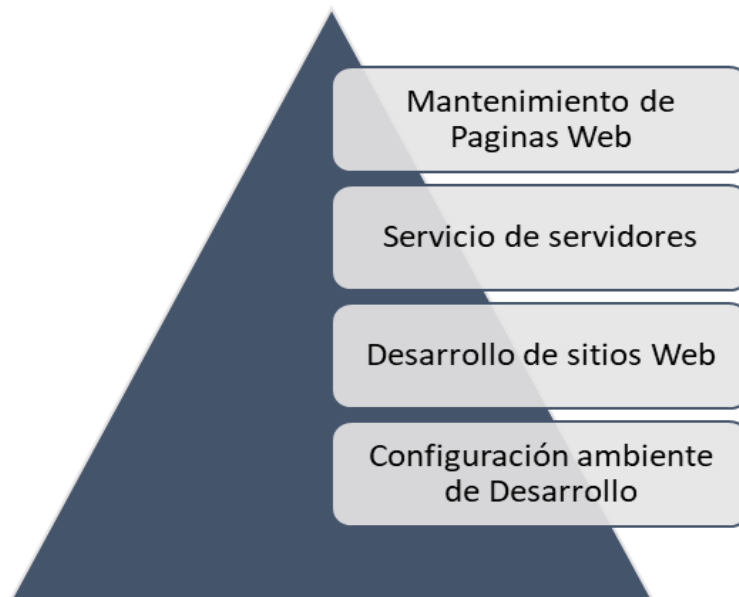 Mantenimiento de
Paginas Web
Servicio de servidores
Desarrollo de sitios Web
Configuración ambiente
de Desarrollo